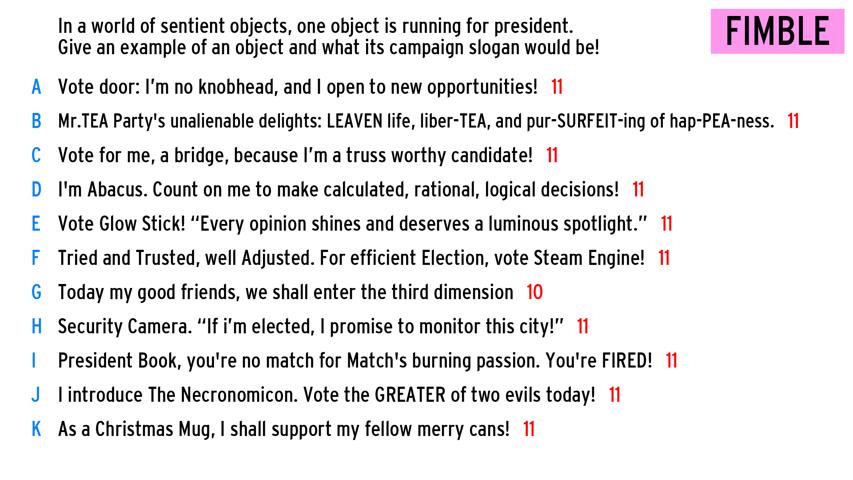 In a world of sentient objects, one object is running for president.
Give an example of an object and what its campaign slogan would be!
FIMBLE
A Vote door: I'm no knobhead, and I open to new opportunities! 11
B Mr.TEA Party's unalienable delights: LEAVEN life, liber-TEA, and pur-SURFEIT-ing of hap-PEA-ness. 11
C Vote for me, a bridge, because I'm a truss worthy candidate! 11
D I'm Abacus. Count on me to make calculated, rational, logical decisions! 11
E Vote Glow Stick! “Every opinion shines and deserves a luminous spotlight.” 11
F Tried and Trusted, well Adjusted. For efficient Election, vote Steam Engine! 11
G Today my good friends, we shall enter the third dimension 10
H Security Camera. “If i'm elected, I promise to monitor this city!” 11
I President Book, you're no match for Match's burning passion. You're FIRED! 11
J I introduce The Necronomicon. Vote the GREATER of two evils today! 11
K As a Christmas Mug, I shall support my fellow merry cans! 11